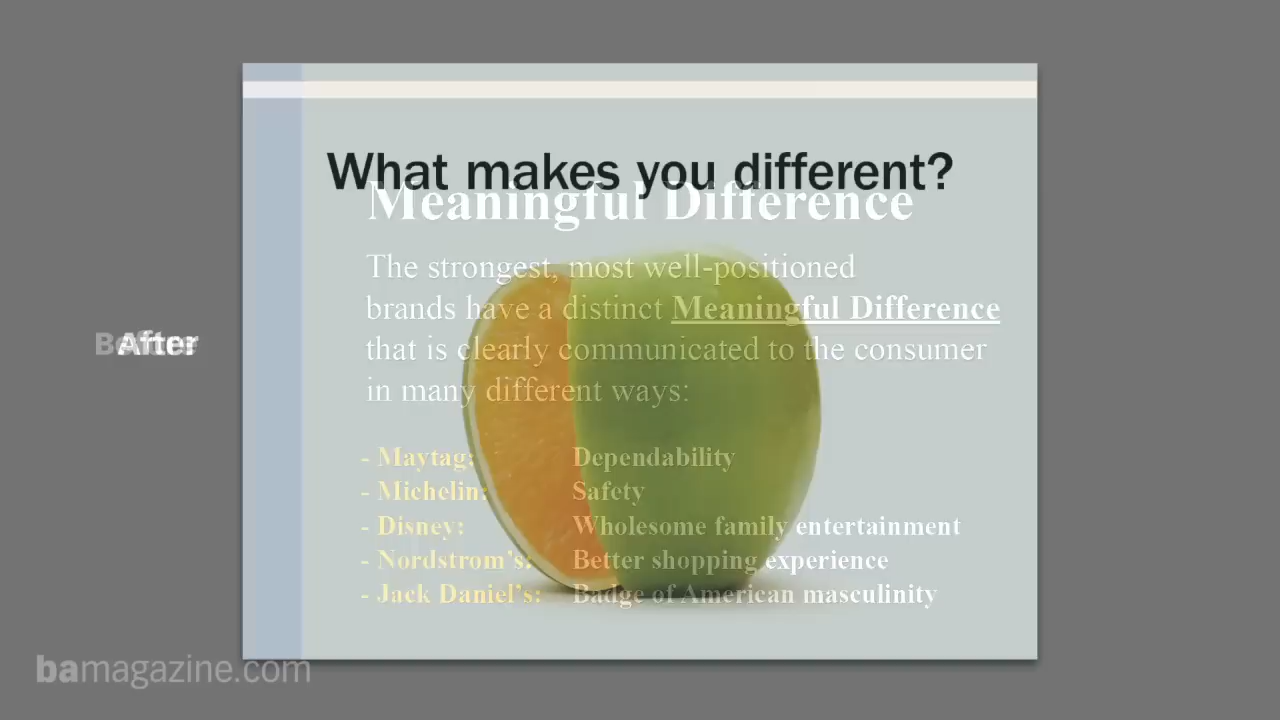 What makes you different?
Meaningful Difference
The strongest, most well-positioned
brands have a distinct Meaningful Difference
that is clearly communicated to the consumer
in many different ways:
- Maytag: Dependability
- Michelin: Safety
- Disney: Wholesome family entertainment
- Nordstrom's: Better shopping experience
- Jack Daniel's: Badge of American masculinity
Before
After
bamagazine.com